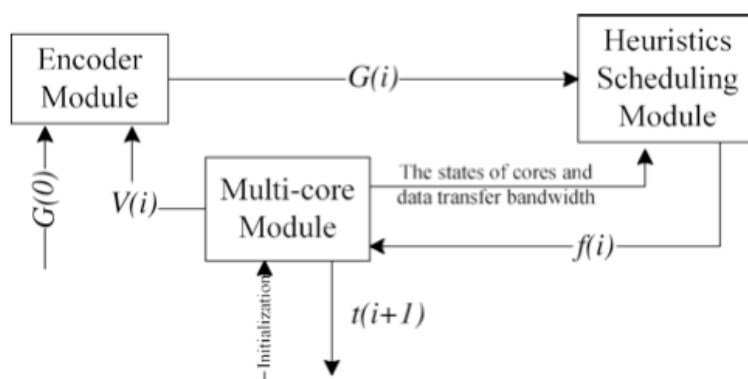 Encoder
Module
G(i)
Heuristics
Scheduling
Module
G(0)
V(i)
Multi-core
Module
The states of cores and
data transfer bandwidth
f(i)
Initialization
t(i+1)